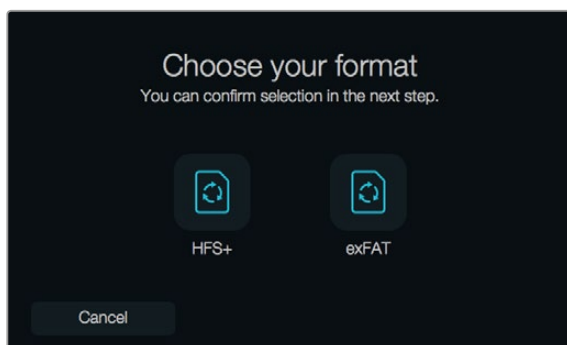 Choose your format
You can confirm selection in the next step.
HFS+ exFAT
Cancel